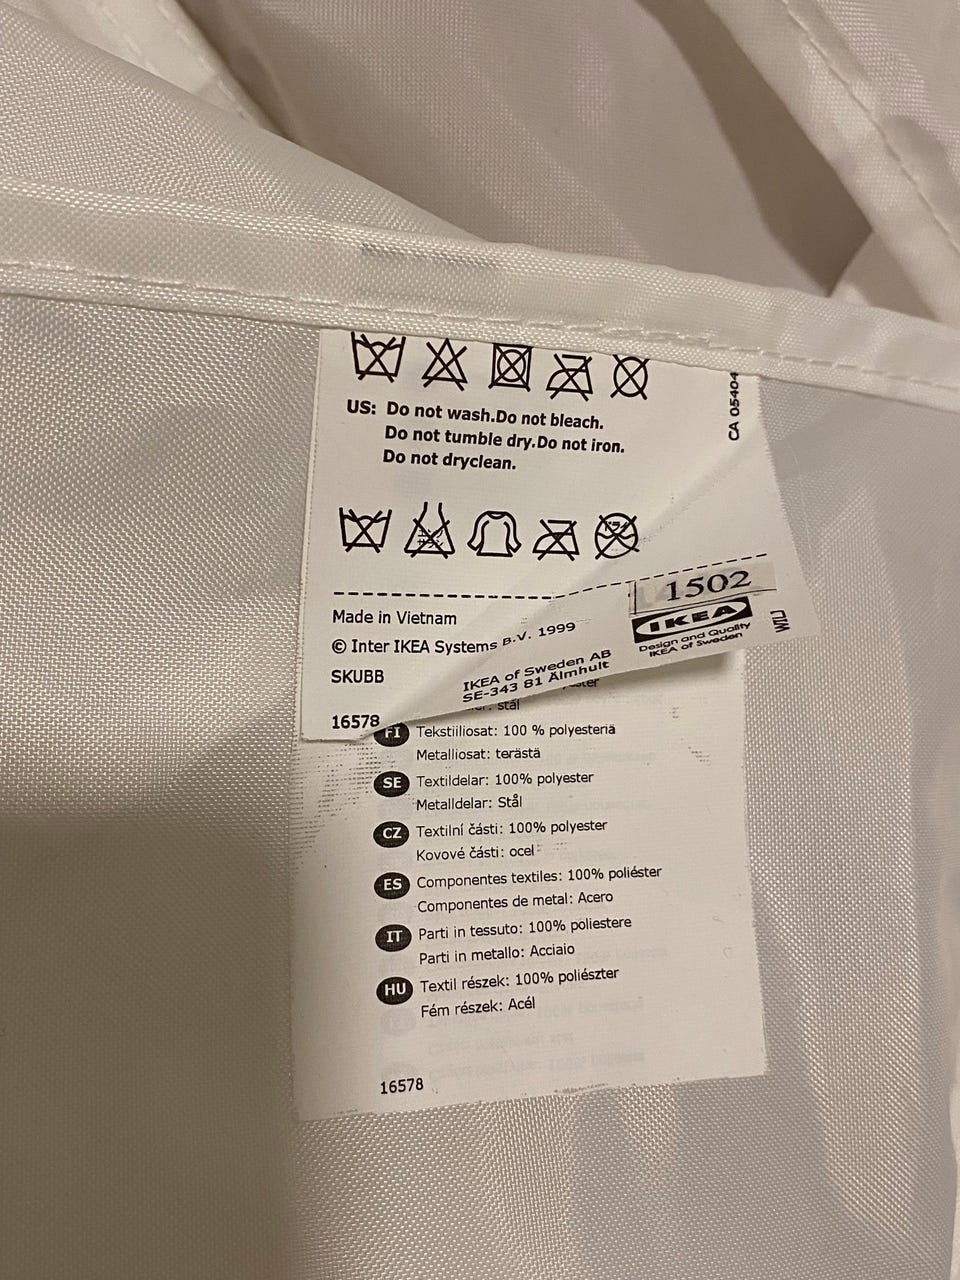 US: Do not wash.Do not bleach.
Do not tumble dry.Do not iron.
Do not dryclean.
CA 05404
Made in Vietnam
© Inter IKEA Systems B.V. 1999
SKUBB
16578
1502
IKEA
Design and Quality
IKEA of Sweden
WILJ
IKEA of Sweden AB
SE-343 81 Älmhult
stål
FI Tekstiiliosat: 100 % polyesteriä
Metalliosat: terästä
SE Textildelar: 100% polyester
Metalldelar: Stål
CZ Textilní části: 100% polyester
Kovové části: ocel
ES Componentes textiles: 100% poliéster
Componentes de metal: Acero
IT Parti in tessuto: 100% poliestere
Parti in metallo: Acciaio
HU Textil részek: 100% poliészter
Fém részek: Acél
16578